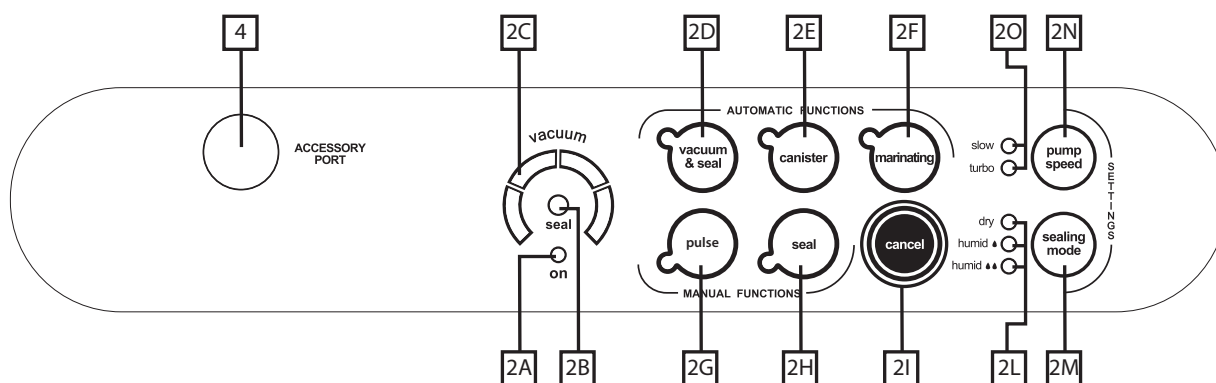 4 2C 2D 2E 2F 2O 2N
AUTOMATIC FUNCTIONS
ACCESSORY
PORT
vacuum
vacuum
& seal
canister
marinating
slow
turbo
pump
speed
SETTINGS
seal
on
pulse
seal
cancel
dry
humid
humid
sealing
mode
MANUAL FUNCTIONS
2A 2B 2G 2H 2I 2L 2M